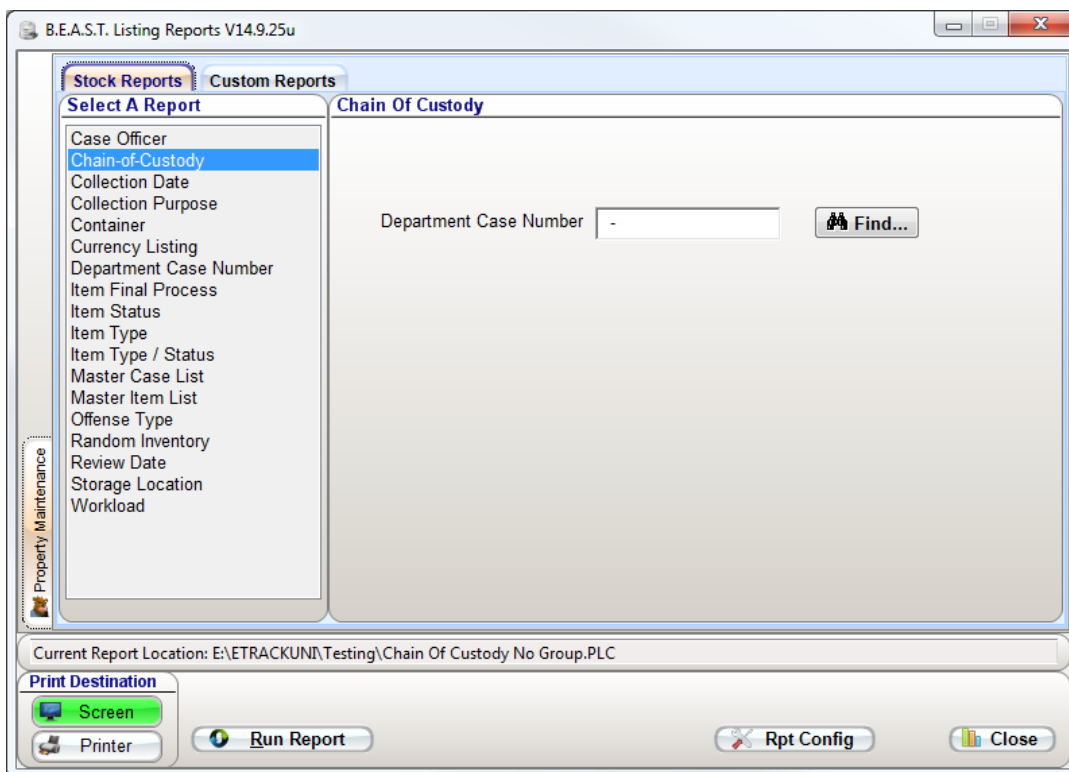 B.E.A.S.T. Listing Reports V14.9.25u
Stock Reports
Custom Reports
Select A Report
Chain Of Custody
Case Officer
Chain-of-Custody
Collection Date
Collection Purpose
Container
Currency Listing
Department Case Number
Item Final Process
Item Status
Item Type
Item Type / Status
Master Case List
Master Item List
Offense Type
Random Inventory
Review Date
Storage Location
Workload
Department Case Number
-
Find...
Property Maintenance
Current Report Location: E:\ETRACKUNI\Testing\Chain Of Custody No Group.PLC
Print Destination
Screen
Printer
Run Report
Rpt Config
Close